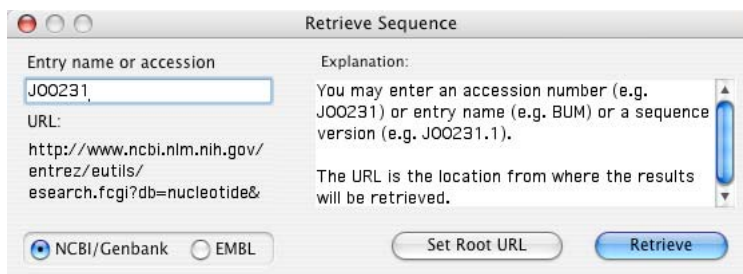 Retrieve Sequence
Entry name or accession
J00231
URL:
http://www.ncbi.nlm.nih.gov/
entrez/eutils/
esearch.fcgi?db=nucleotide&
Explanation:
You may enter an accession number (e.g.
J00231) or entry name (e.g. BUM) or a sequence
version (e.g. J00231.1).
The URL is the location from where the results
will be retrieved.
NCBI/Genbank
EMBL
Set Root URL
Retrieve